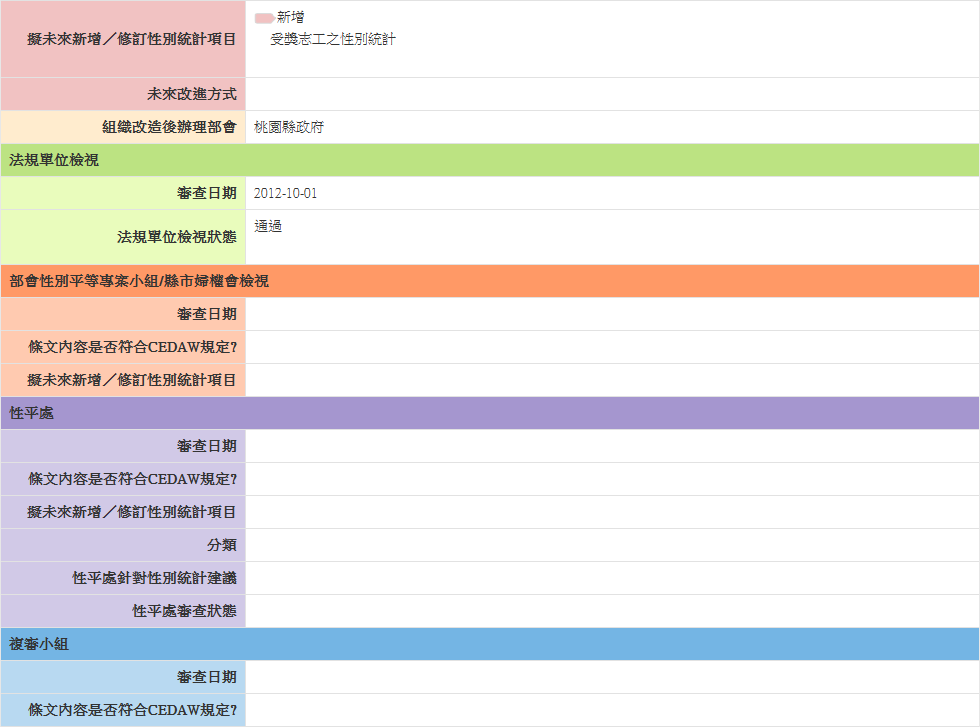 擬未來新增／修訂性別統計項目
新增
受獎志工之性別統計
未來改進方式
組織改造後辦理部會
桃園縣政府
法規單位檢視
審查日期
2012-10-01
法規單位檢視狀態
通過
部會性別平等專案小組/縣市婦權會檢視
審查日期
條文內容是否符合CEDAW規定?
擬未來新增／修訂性別統計項目
性平處
審查日期
條文內容是否符合CEDAW規定?
擬未來新增／修訂性別統計項目
分類
性平處針對性別統計建議
性平處審查狀態
複審小組
審查日期
條文內容是否符合CEDAW規定?